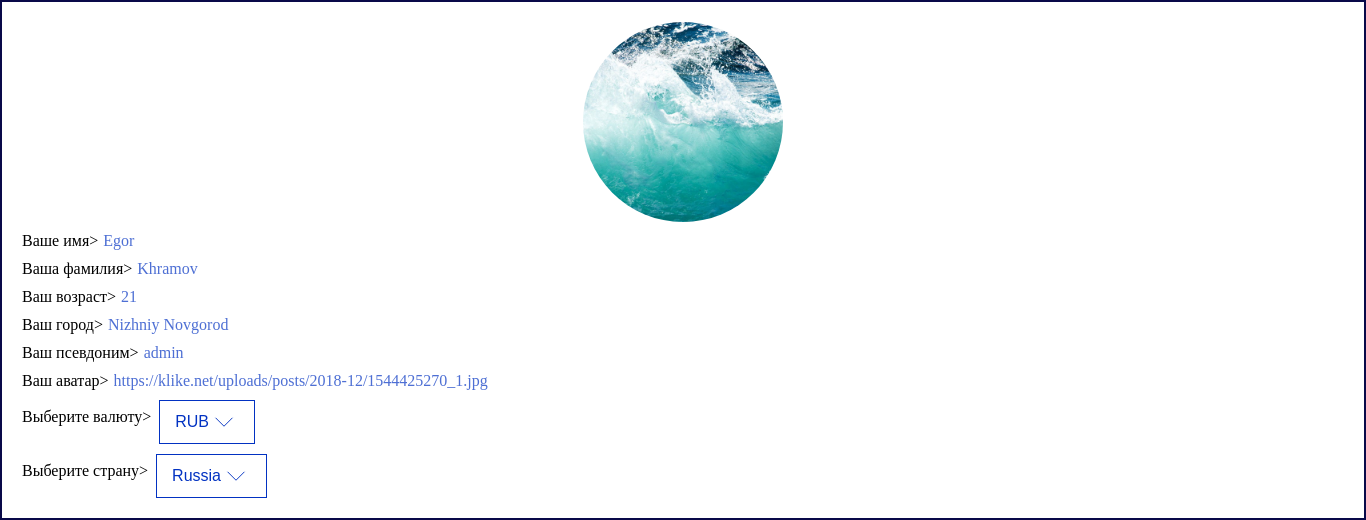 Ваше имя> Egor
Ваша фамилия> Khramov
Ваш возраст> 21
Ваш город> Nizhniy Novgorod
Ваш псевдоним> admin
Ваш аватар> https://klike.net/uploads/posts/2018-12/1544425270_1.jpg
Выберите валюту> RUB
Выберите страну> Russia